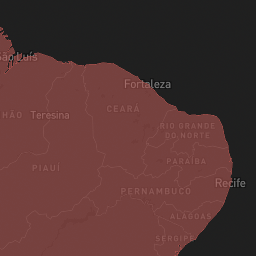 São Luís
Fortaleza
CEARÁ
HÃO
Teresina
RIO GRANDE
DO NORTE
PARAÍBA
PIAUÍ
PERNAMBUCO
Recife
ALAGOAS
SERGIPE